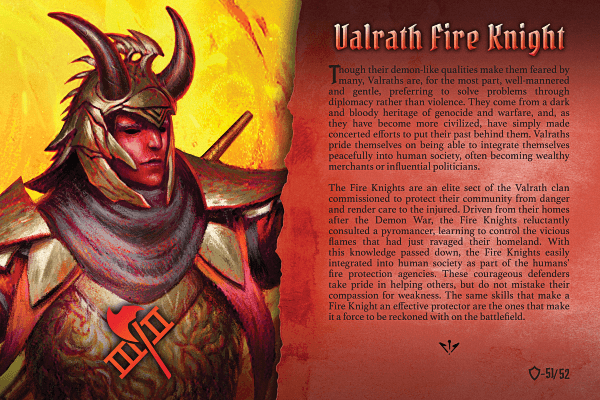 Valrath Fire Knight
Though their demon-like qualities make them feared by
many, Valraths are, for the most part, well-mannered
and gentle, preferring to solve problems through
diplomacy rather than violence. They come from a dark
and bloody heritage of genocide and warfare, and, as
they have become more civilized, have simply made
concerted efforts to put their past behind them. Valraths
pride themselves on being able to integrate themselves
peacefully into human society, often becoming wealthy
merchants or influential politicians.
The Fire Knights are an elite sect of the Valrath clan
commissioned to protect their community from danger
and render care to the injured. Driven from their homes
after the Demon War, the Fire Knights reluctantly
consulted a pyromancer, learning to control the vicious
flames that had just ravaged their homeland. With
this knowledge passed down, the Fire Knights easily
integrated into human society as part of the humans'
fire protection agencies. These courageous defenders
take pride in helping others, but do not mistake their
compassion for weakness. The same skills that make a
Fire Knight an effective protector are the ones that make
it a force to be reckoned with on the battlefield.
-51/52